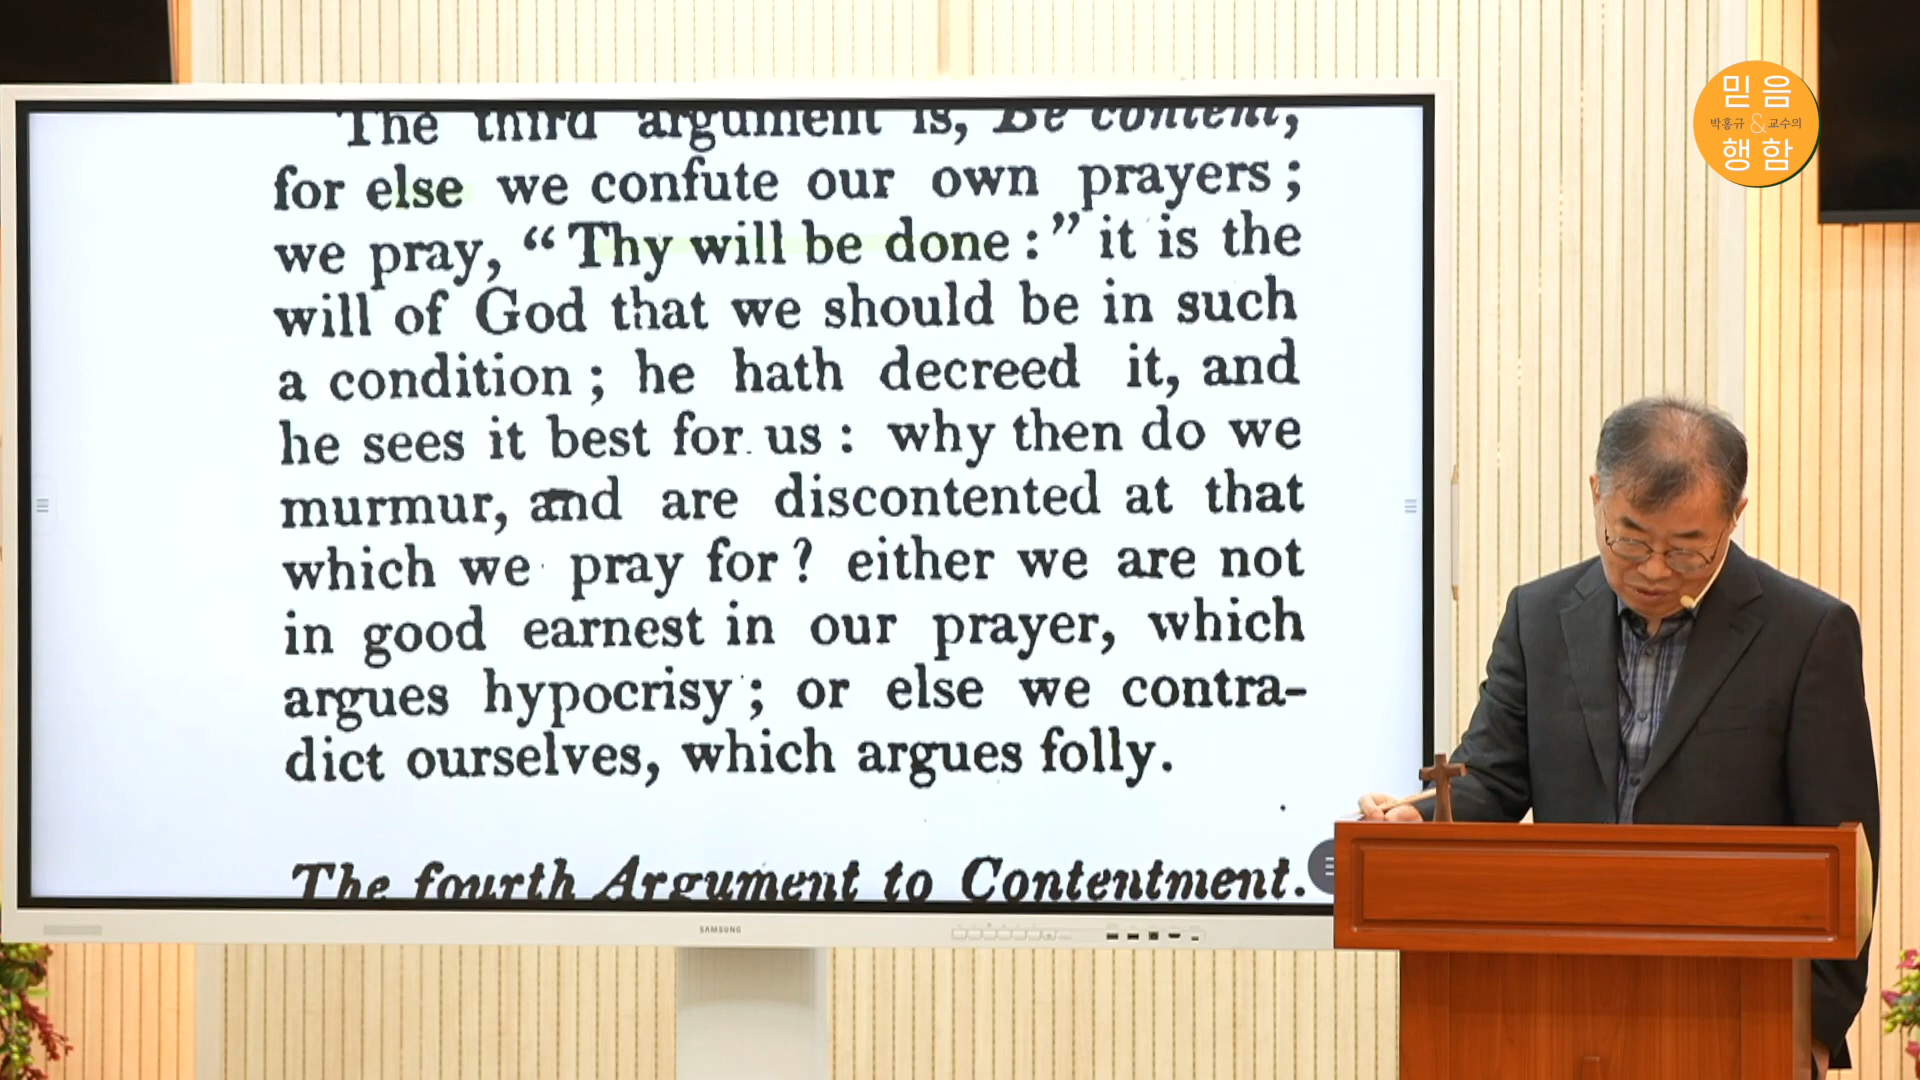 The third argument is, Be content,
for else we confute our own prayers;
we pray, “Thy will be done:” it is the
will of God that we should be in such
a condition; he hath decreed it, and
he sees it best for us: why then do we
murmur, and are discontented at that
which we pray for? either we are not
in good earnest in our prayer, which
argues hypocrisy; or else we contra-
dict ourselves, which argues folly.
The fourth Argument to Contentment.
SAMSUNG
믿음
박홍규 & 교수의
행함